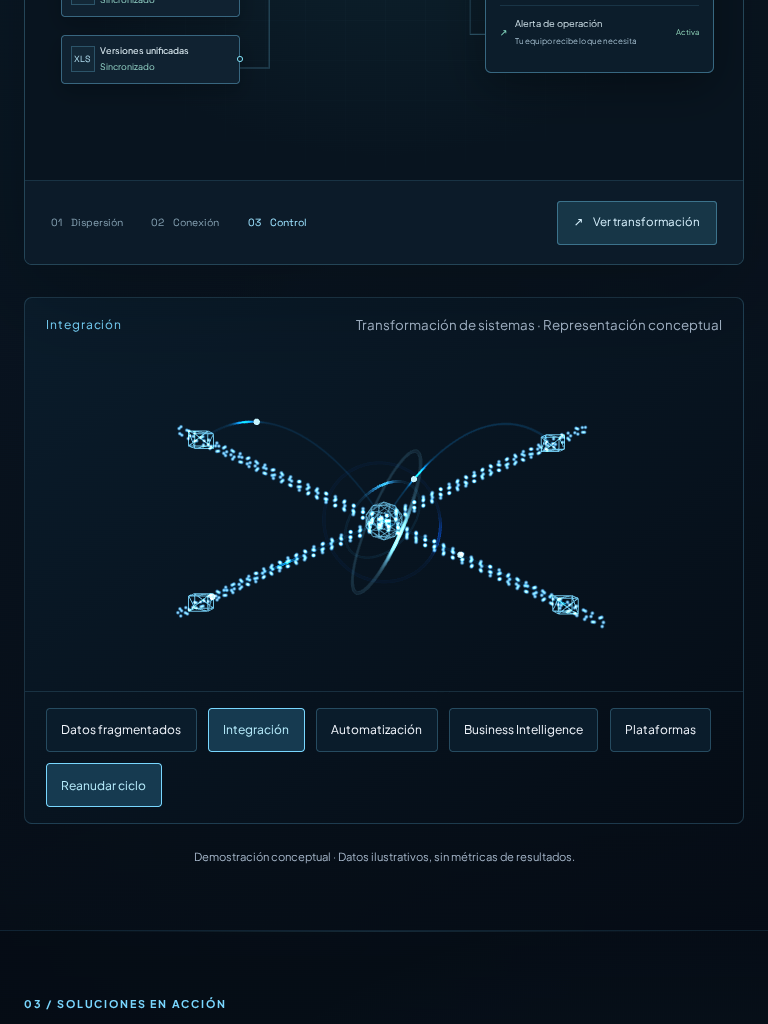 Sincronizado
XLS
Versiones unificadas
Sincronizado
↗
Alerta de operación
Tu equipo recibe lo que necesita
Activa
01 Dispersión
02 Conexión
03 Control
↗ Ver transformación
Integración
Transformación de sistemas · Representación conceptual
Datos fragmentados
Integración
Automatización
Business Intelligence
Plataformas
Reanudar ciclo
Demostración conceptual · Datos ilustrativos, sin métricas de resultados.
03 / SOLUCIONES EN ACCIÓN